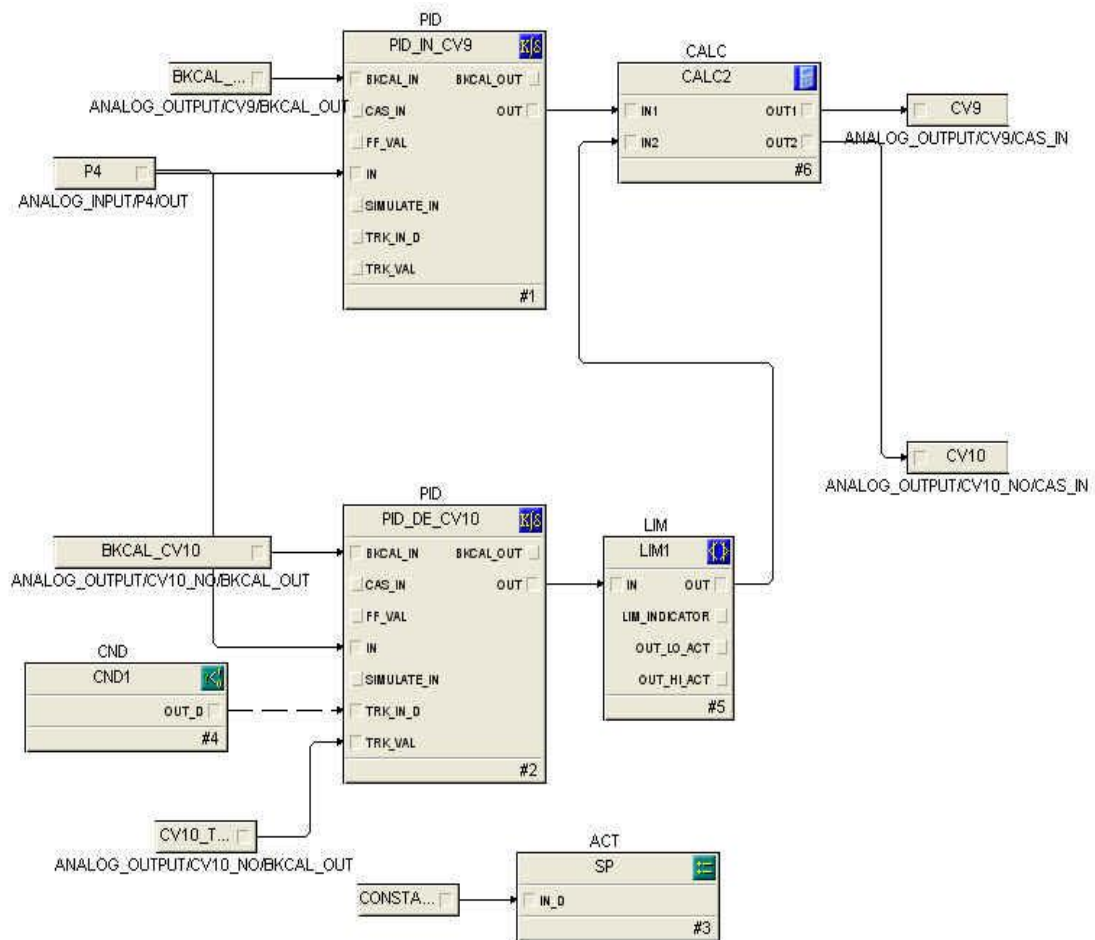 PID
PID_IN_CV9
BKCAL_IN BKCAL_OUT
CAS_IN OUT
FF_VAL
IN
SIMULATE_IN
TRK_IN_D
TRK_VAL
#1
BKCAL_...
ANALOG_OUTPUT/CV9/BKCAL_OUT
P4
ANALOG_INPUT/P4/OUT
CALC
CALC2
IN1 OUT1
IN2 OUT2
#6
CV9
ANALOG_OUTPUT/CV9/CAS_IN
CV10
ANALOG_OUTPUT/CV10_NO/CAS_IN
PID
PID_DE_CV10
BKCAL_IN BKCAL_OUT
CAS_IN OUT
FF_VAL
IN
SIMULATE_IN
TRK_IN_D
TRK_VAL
#2
BKCAL_CV10
ANALOG_OUTPUT/CV10_NO/BKCAL_OUT
CND
CND1
OUT_D
#4
CV10_T...
ANALOG_OUTPUT/CV10_NO/BKCAL_OUT
LIM
LIM1
IN OUT
LIM_INDICATOR
OUT_LO_ACT
OUT_HI_ACT
#5
ACT
SP
IN_D
#3
CONSTA...